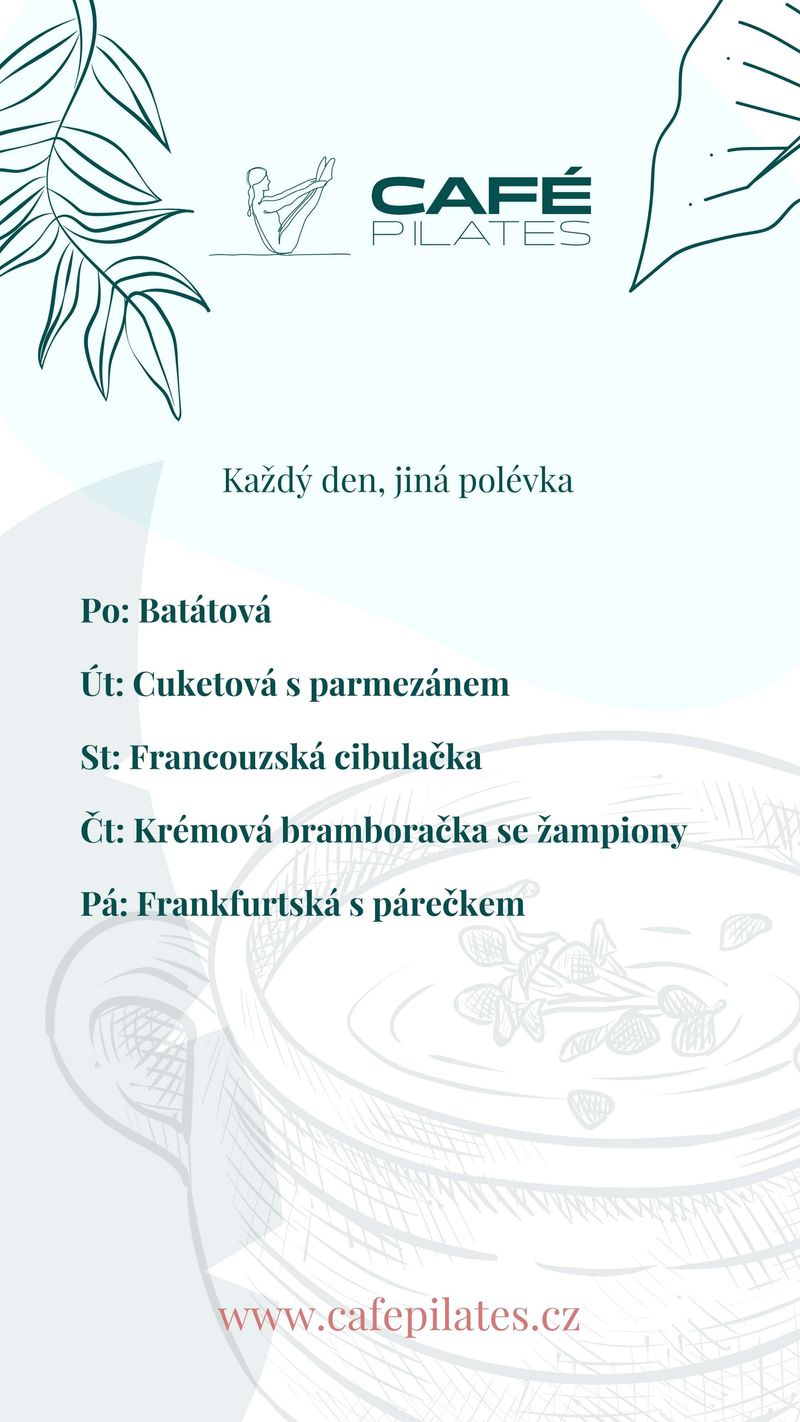 CAFÉ
PILATES
Každý den, jiná polévka
Po: Batátová
Út: Cuketová s parmezánem
St: Francouzská cibulačka
Čt: Krémová bramboračka se žampiony
Pá: Frankfurtská s párečkem
www.cafepilates.cz